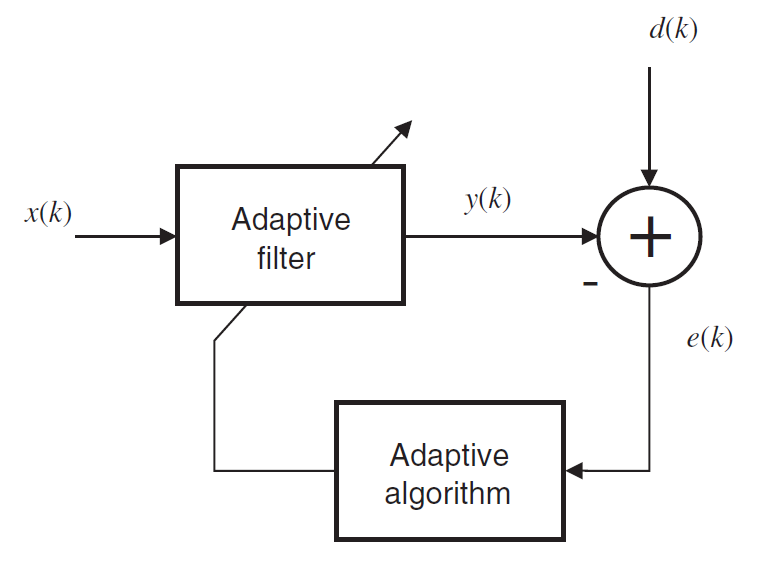 d(k)
x(k)
Adaptive
filter
y(k)
+
-
e(k)
Adaptive
algorithm